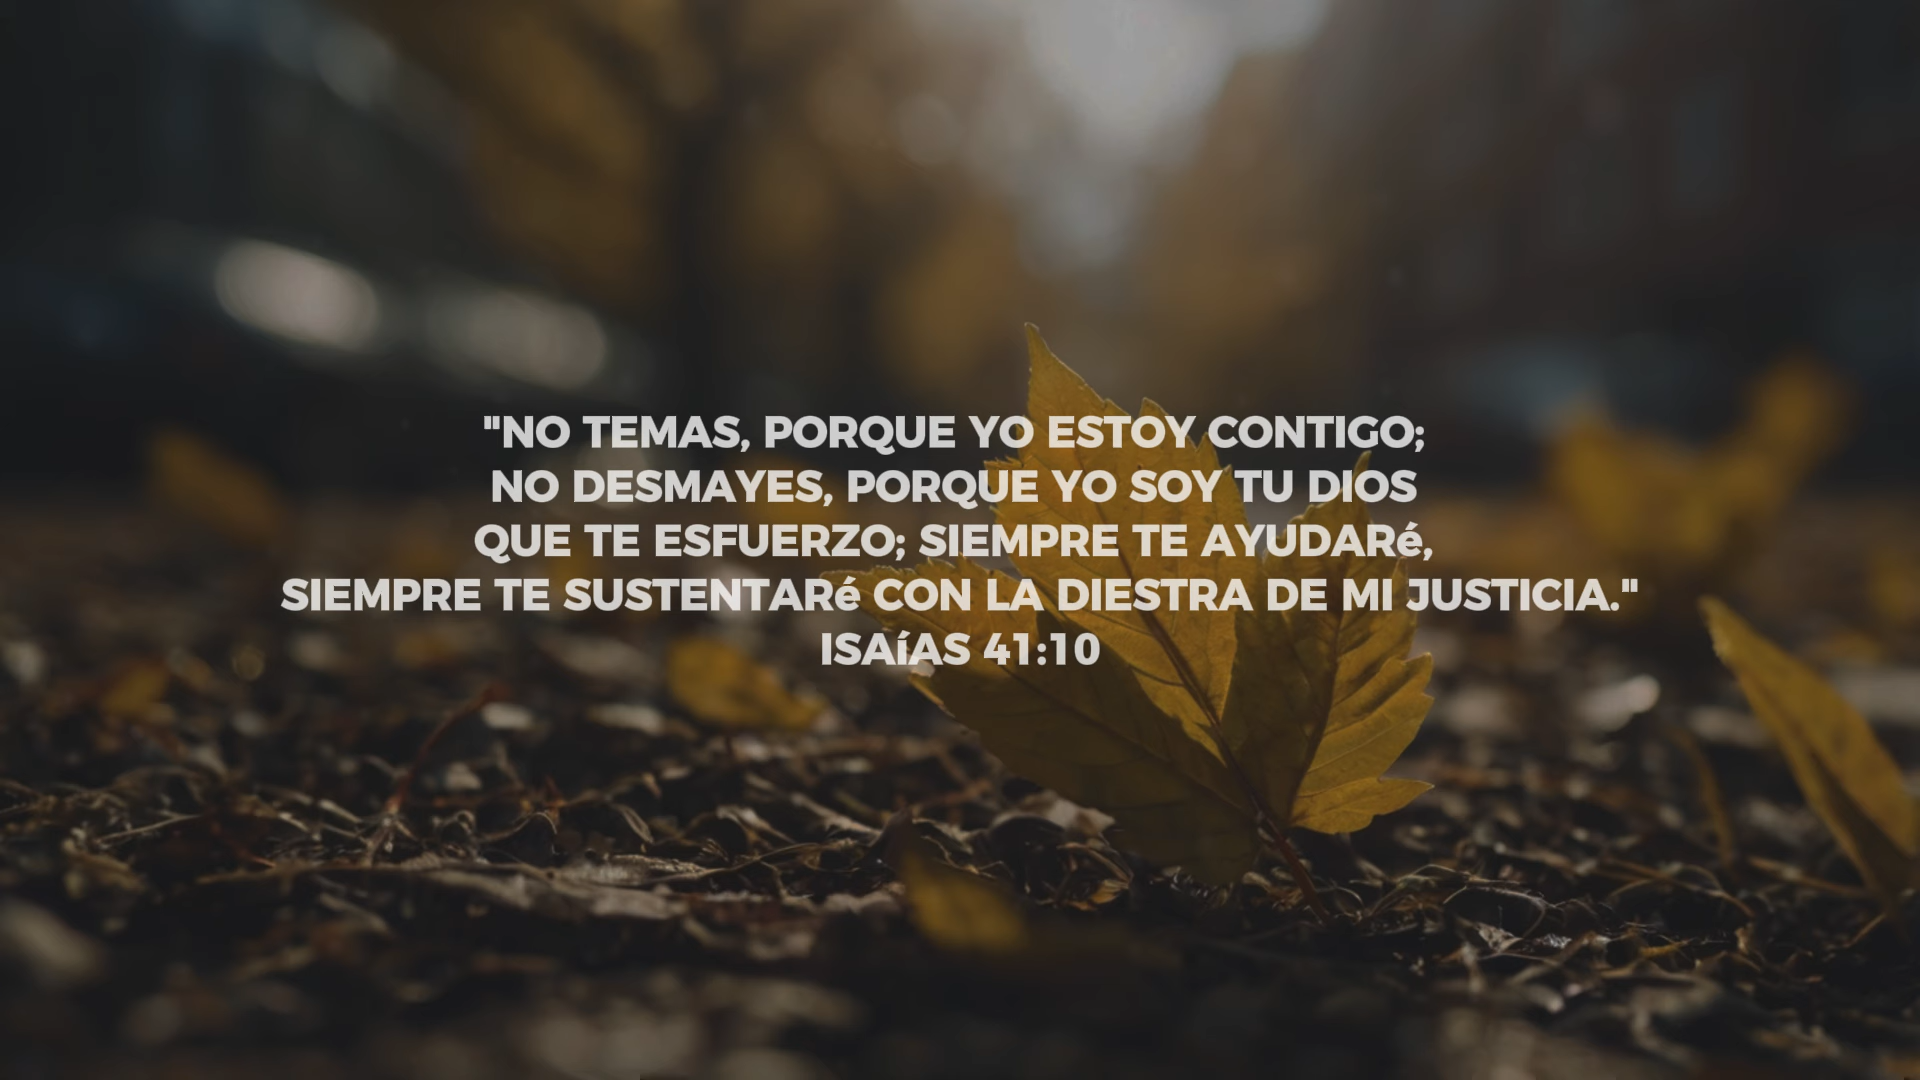 "NO TEMAS, PORQUE YO ESTOY CONTIGO;
NO DESMAYES, PORQUE YO SOY TU DIOS
QUE TE ESFUERZO; SIEMPRE TE AYUDARé,
SIEMPRE TE SUSTENTARé CON LA DIESTRA DE MI JUSTICIA."
ISAíAS 41:10